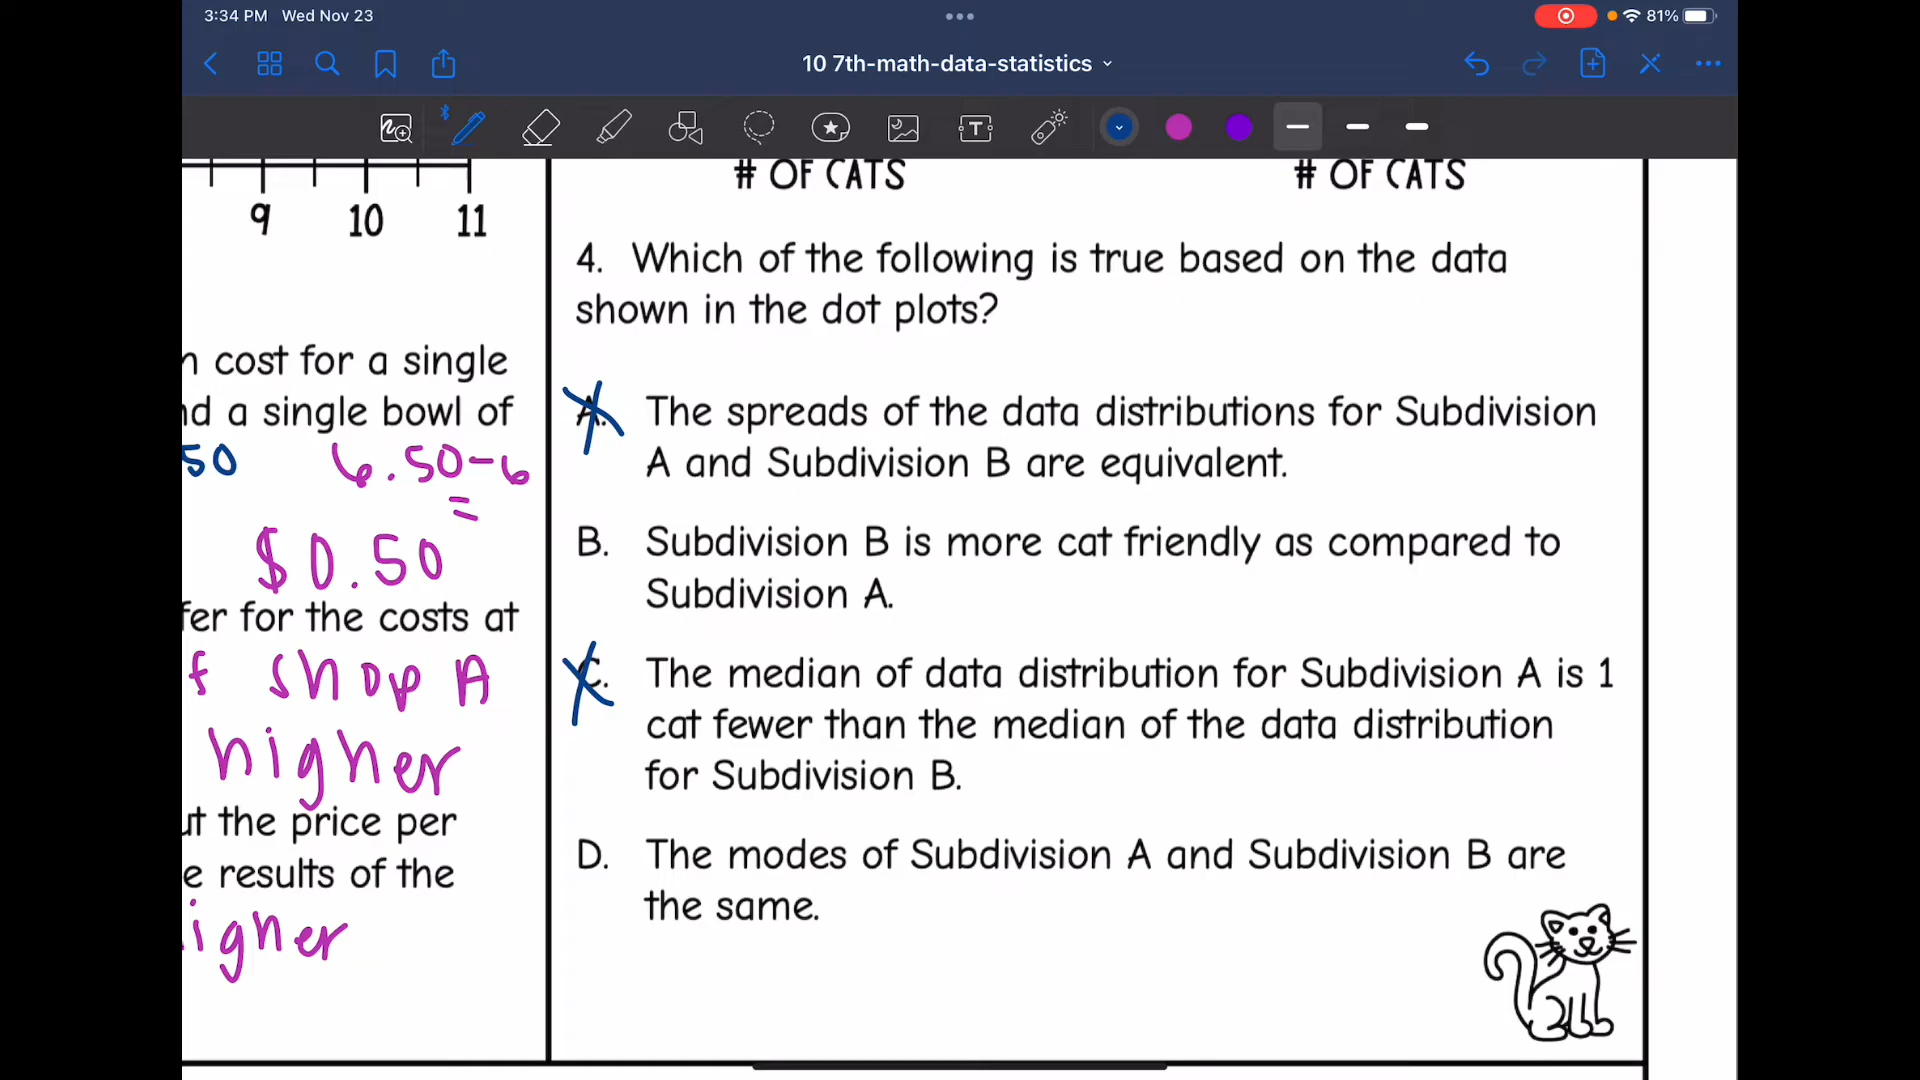 3:34 PM Wed Nov 23
81%
10 7th-math-data-statistics
T
9 10 11
n cost for a single
nd a single bowl of
50 6.50-6
=
$0.50
fer for the costs at
f shop A
higher
ut the price per
e results of the
igher
# OF CATS # OF CATS
4. Which of the following is true based on the data
shown in the dot plots?
A. The spreads of the data distributions for Subdivision
A and Subdivision B are equivalent.
B. Subdivision B is more cat friendly as compared to
Subdivision A.
C. The median of data distribution for Subdivision A is 1
cat fewer than the median of the data distribution
for Subdivision B.
D. The modes of Subdivision A and Subdivision B are
the same.